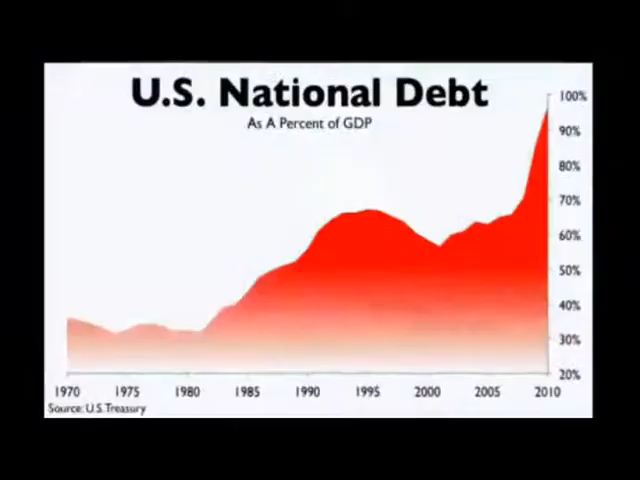 U.S. National Debt
As A Percent of GDP
100%
90%
80%
70%
60%
50%
40%
30%
20%
1970 1975 1980 1985 1990 1995 2000 2005 2010
Source: U.S. Treasury